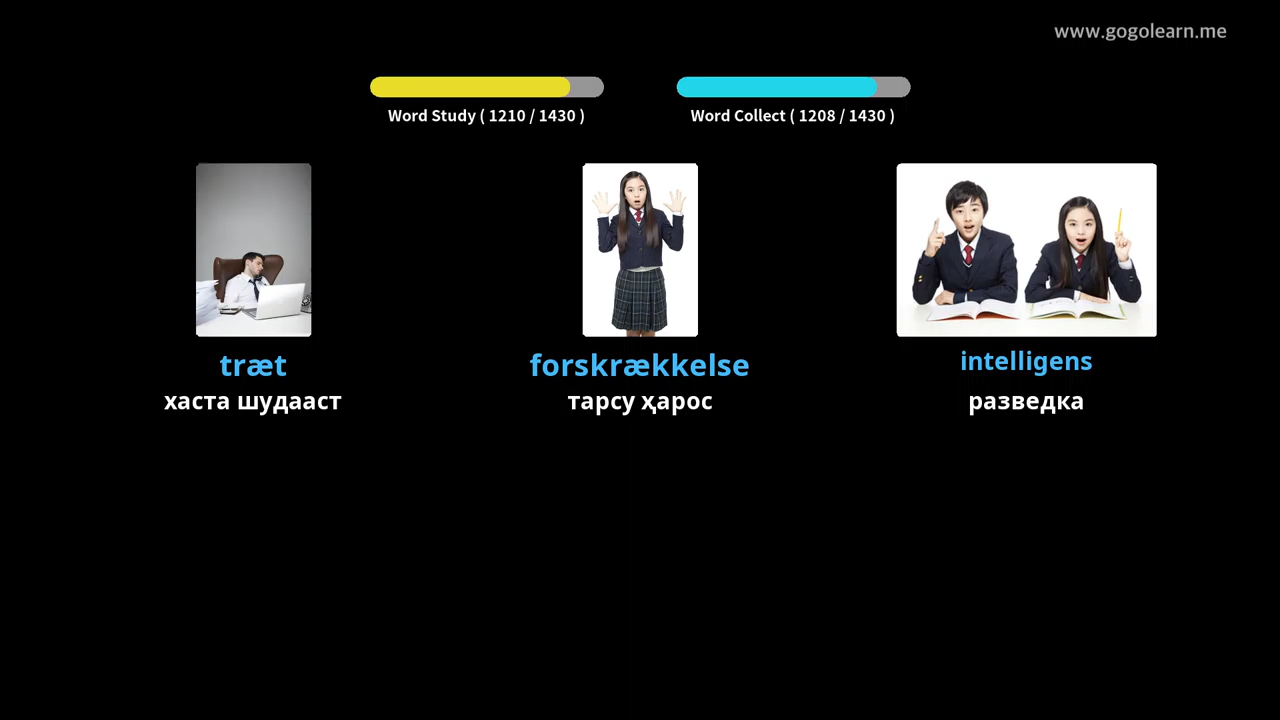 www.gogolearn.me
Word Study ( 1210 / 1430 )
Word Collect ( 1208 / 1430 )
træt
forskrækkelse
intelligens
хаста шудааст
тарсу ҳарос
разведка